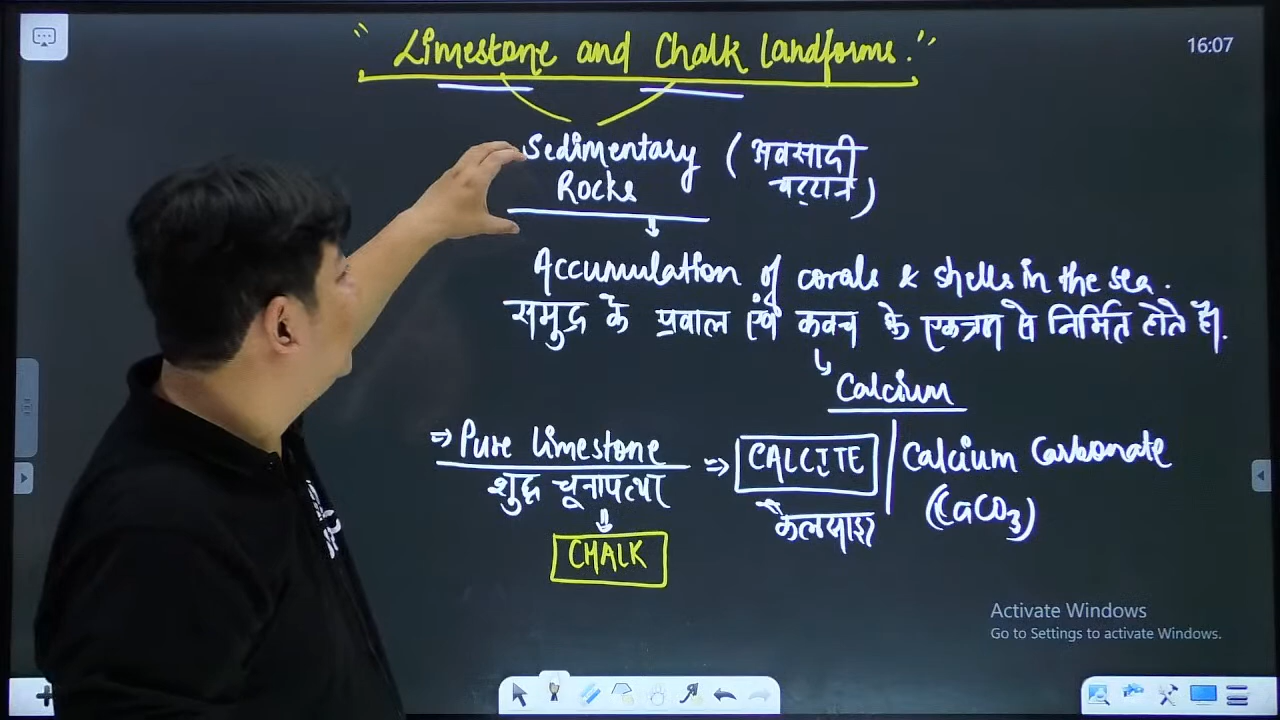 16:07
"Limestone and Chalk landforms."
Sedimentary (अवसादी
Rocks चट्टान)
Accumulation of corals & shells in the sea.
समुद्र के प्रवाल एवं कवच के एकत्रण से निर्मित होते हैं।
Calcium
⇒ Pure limestone ⇒ CALCITE | Calcium Carbonate
शुद्ध चूनापत्थर कैलसाइट (CaCO3)
CHALK
Activate Windows
Go to Settings to activate Windows.